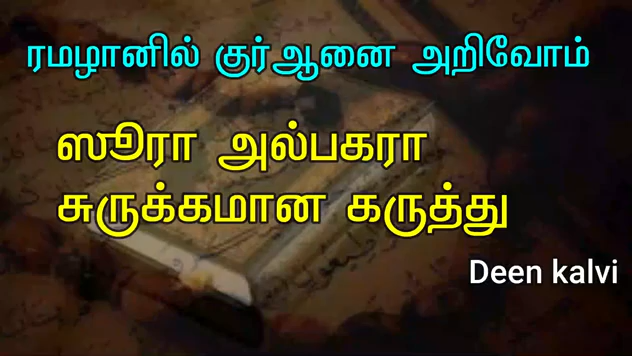 ரமழானில் குர்ஆனை அறிவோம்
ஸூரா அல்பகரா
சுருக்கமான கருத்து
Deen kalvi